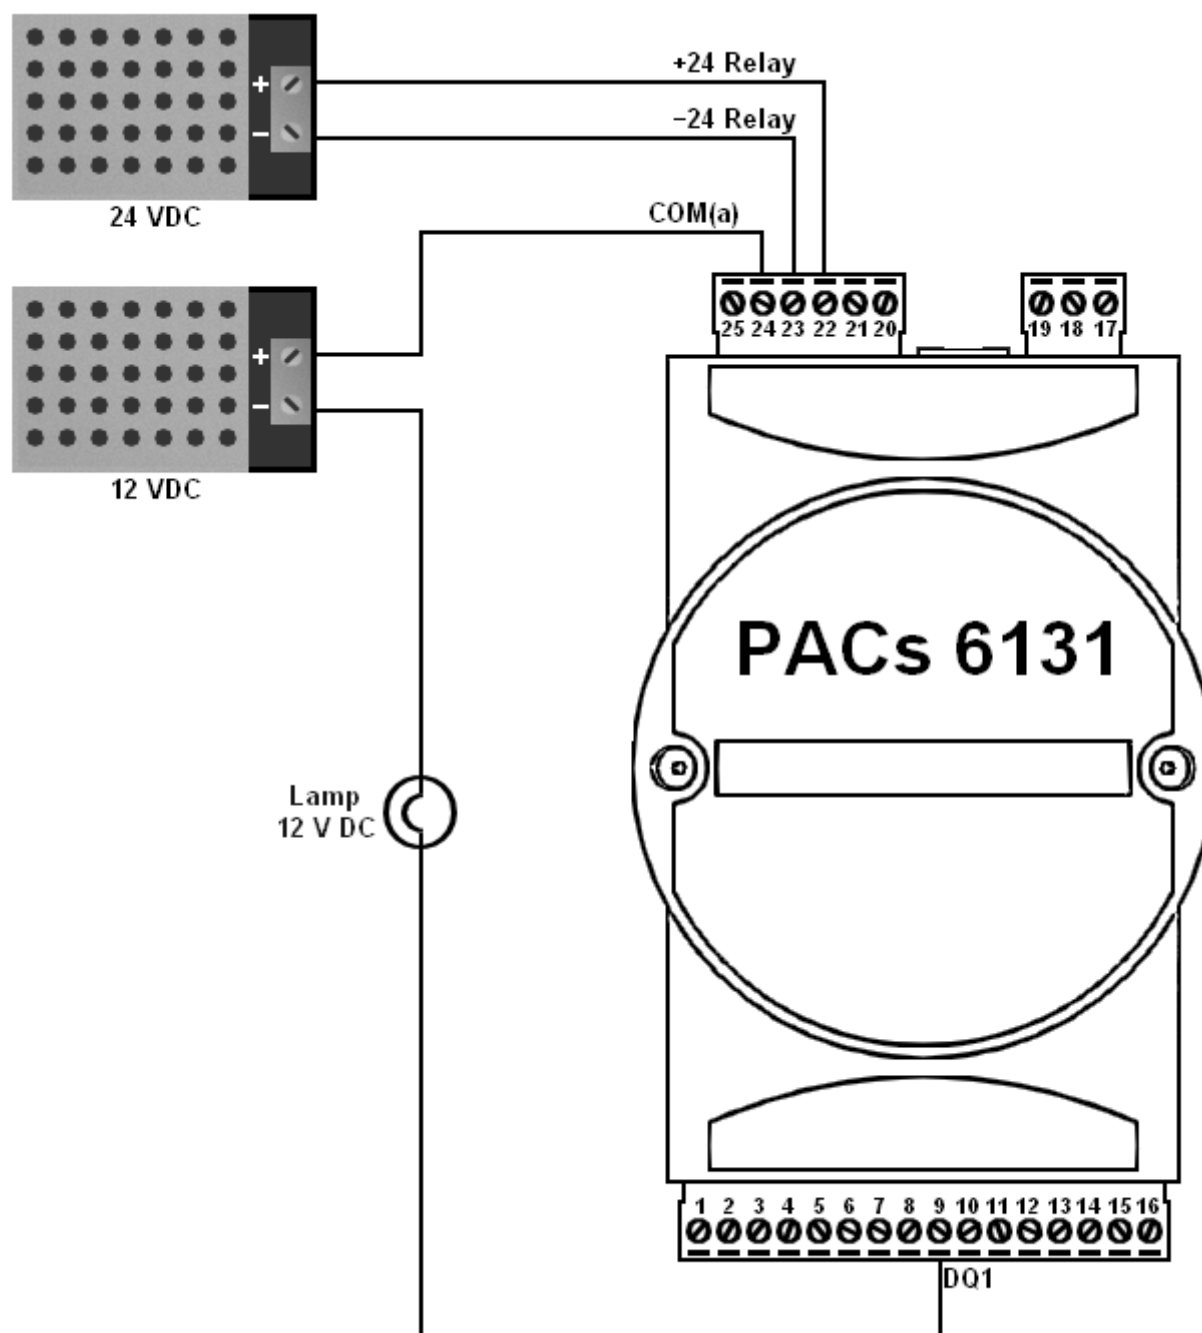 +24 Relay
−24 Relay
24 VDC
COM(a)
25 24 23 22 21 20
19 18 17
+
−
+
−
12 VDC
PACs 6131
Lamp
12 V DC
1 2 3 4 5 6 7 8 9 10 11 12 13 14 15 16
DQ1